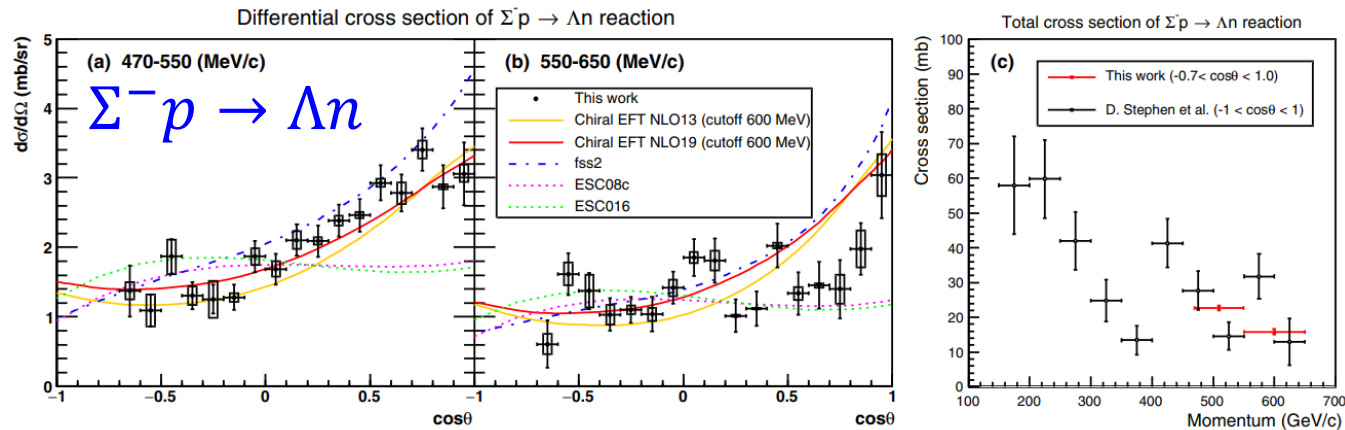 Differential cross section of Σ⁻p → Λn reaction
dσ/dΩ (mb/sr)
5
4
3
2
1
0
(a) 470-550 (MeV/c)
Σ⁻p → Λn
−1
−0.5
0
0.5
1
cosθ
(b) 550-650 (MeV/c)
This work
Chiral EFT NLO13 (cutoff 600 MeV)
Chiral EFT NLO19 (cutoff 600 MeV)
fss2
ESC08c
ESC016
−1
−0.5
0
0.5
1
cosθ
Total cross section of Σ⁻p → Λn reaction
Cross section (mb)
100
90
80
70
60
50
40
30
20
10
0
(c)
This work (-0.7< cosθ < 1.0)
D. Stephen et al. (-1 < cosθ < 1)
100
200
300
400
500
600
700
Momentum (GeV/c)